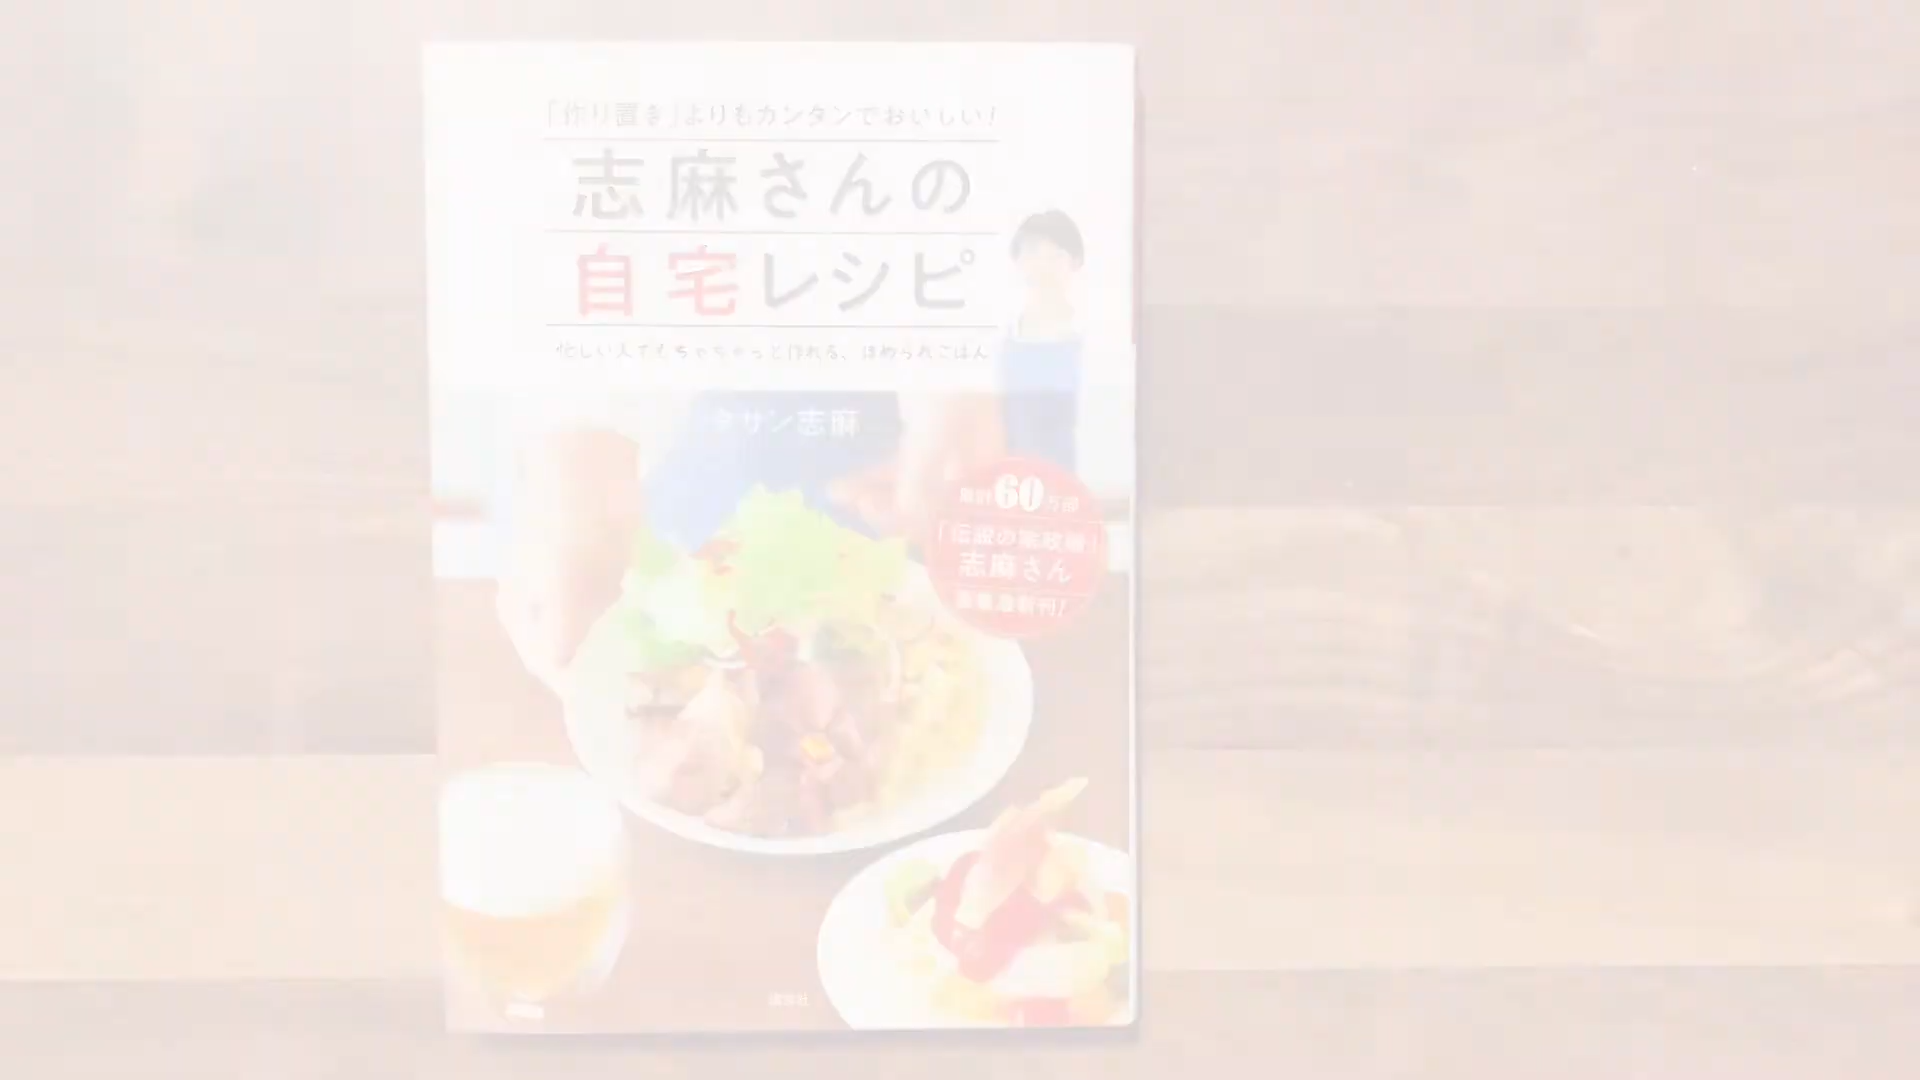 「作り置き」よりもカンタンでおいしい!
志麻さんの
自宅レシピ
忙しい人でもちゃちゃっと作れる、ほめられごはん
タサン志麻
累計60万部
「伝説の家政婦」
志麻さん
最新刊!
講談社